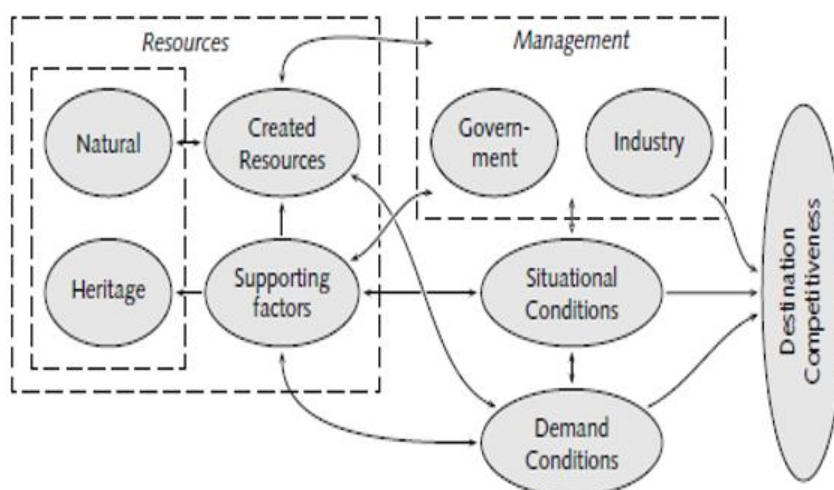 Resources
Management
Natural
Created
Resources
Govern-
ment
Industry
Heritage
Supporting
factors
Situational
Conditions
Demand
Conditions
Destination
Competitiveness